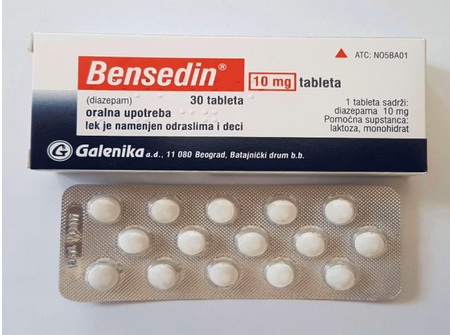 Bensedin® 10 mg tableta
(diazepam) 30 tableta
oralna upotreba
lek je namenjen odraslima i deci
G Galenika a.d., 11 080 Beograd, Batajnički drum b.b.
ATC: NO5BA01
1 tableta sadrži:
diazepama 10 mg
Pomoćna supstanca:
laktoza, monohidrat